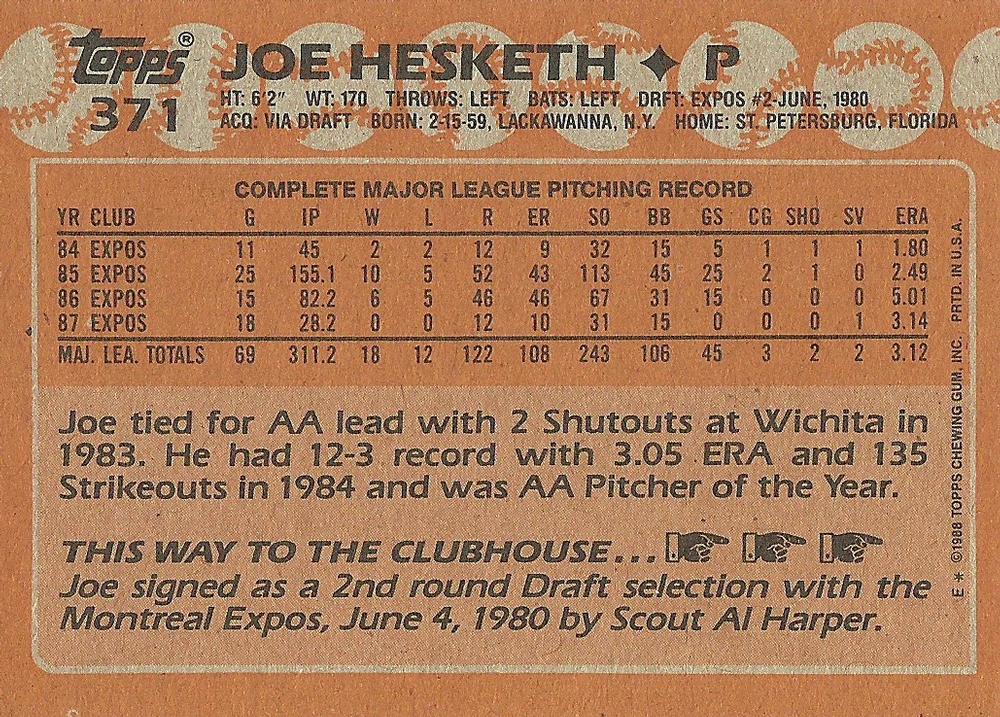 topps® JOE HESKETH ✦ P
371 HT: 6'2" WT: 170 THROWS: LEFT BATS: LEFT DRFT: EXPOS #2-JUNE, 1980
ACQ: VIA DRAFT BORN: 2-15-59, LACKAWANNA, N.Y. HOME: ST. PETERSBURG, FLORIDA
COMPLETE MAJOR LEAGUE PITCHING RECORD
YR CLUB G IP W L R ER SO BB GS CG SHO SV ERA
84 EXPOS 11 45 2 2 12 9 32 15 5 1 1 1 1.80
85 EXPOS 25 155.1 10 5 52 43 113 45 25 2 1 0 2.49
86 EXPOS 15 82.2 6 5 46 46 67 31 15 0 0 0 5.01
87 EXPOS 18 28.2 0 0 12 10 31 15 0 0 0 1 3.14
MAJ. LEA. TOTALS 69 311.2 18 12 122 108 243 106 45 3 2 2 3.12
Joe tied for AA lead with 2 Shutouts at Wichita in
1983. He had 12-3 record with 3.05 ERA and 135
Strikeouts in 1984 and was AA Pitcher of the Year.
THIS WAY TO THE CLUBHOUSE...
Joe signed as a 2nd round Draft selection with the
Montreal Expos, June 4, 1980 by Scout Al Harper.
E * ©1988 TOPPS CHEWING GUM, INC. PRTD. IN U.S.A.